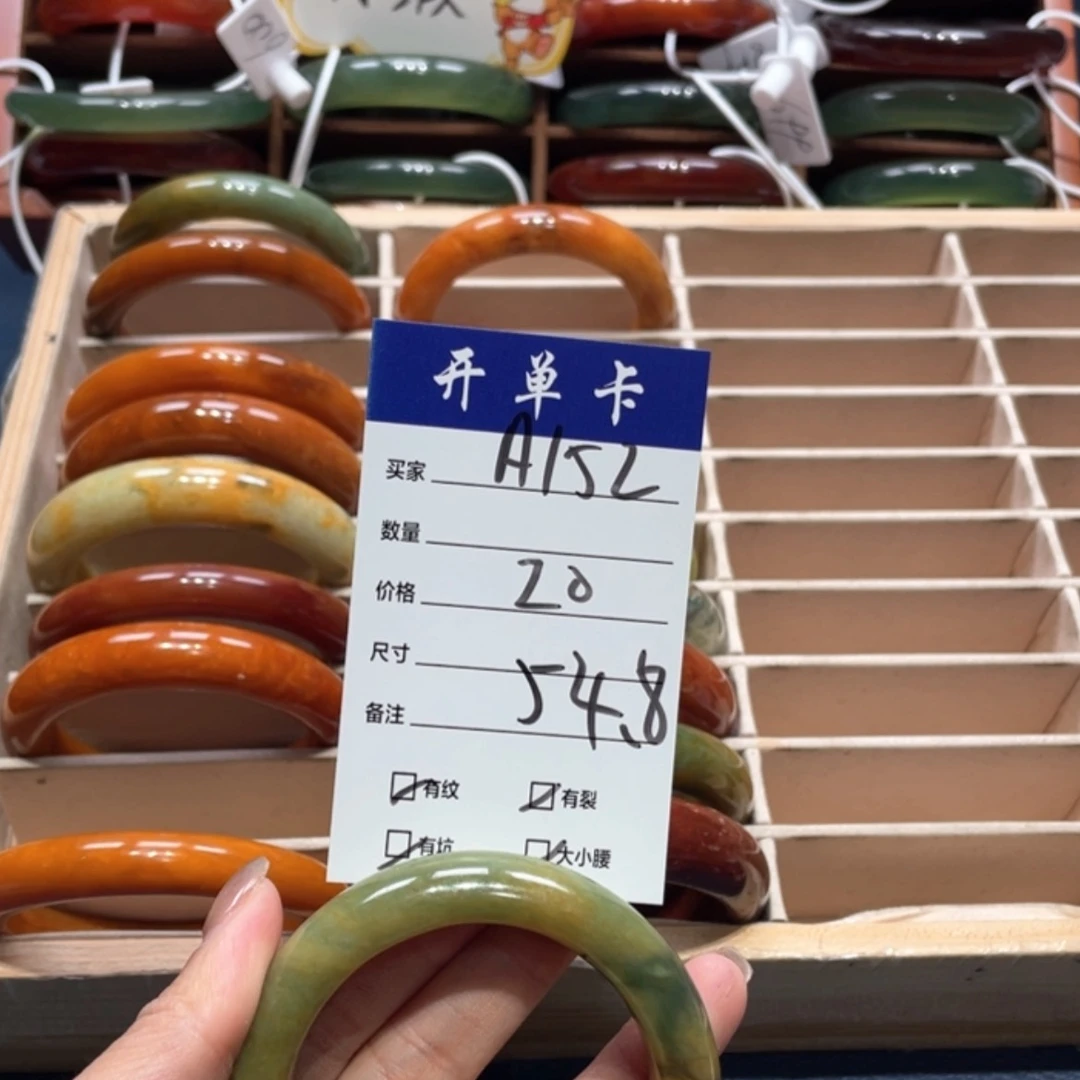 开单卡
买家 A152
数量
价格 20
尺寸
备注 54.8
有纹 有裂
有坑 大小腰